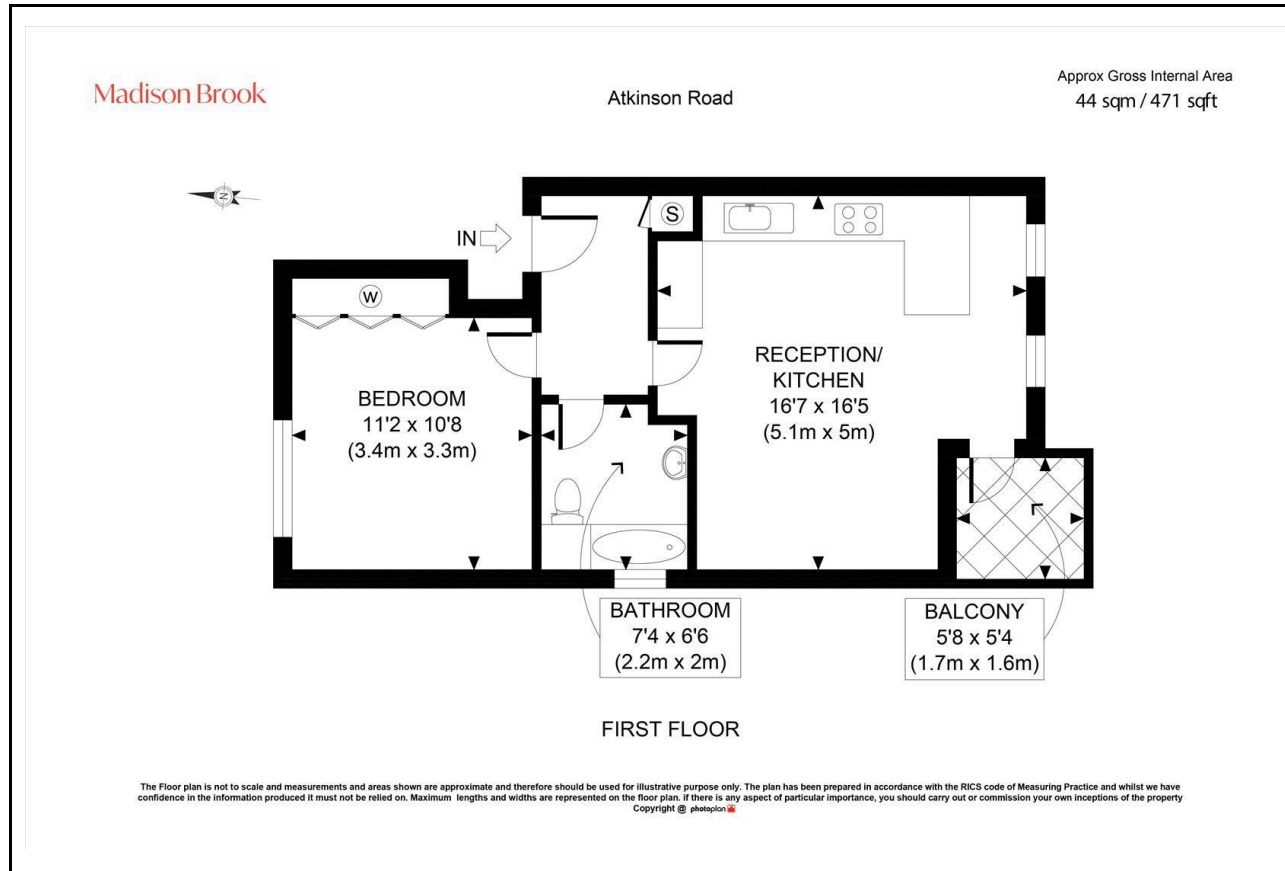 Madison Brook
Atkinson Road
Approx Gross Internal Area
44 sqm / 471 sqft
N
IN
S
W
RECEPTION/
KITCHEN
16'7 x 16'5
(5.1m x 5m)
BEDROOM
11'2 x 10'8
(3.4m x 3.3m)
BATHROOM
7'4 x 6'6
(2.2m x 2m)
BALCONY
5'8 x 5'4
(1.7m x 1.6m)
FIRST FLOOR
The Floor plan is not to scale and measurements and areas shown are approximate and therefore should be used for illustrative purpose only. The plan has been prepared in accordance with the RICS code of Measuring Practice and whilst we have
confidence in the information produced it must not be relied on. Maximum lengths and widths are represented on the floor plan. if there is any aspect of particular importance, you should carry out or commission your own inceptions of the property
Copyright @ photoplan